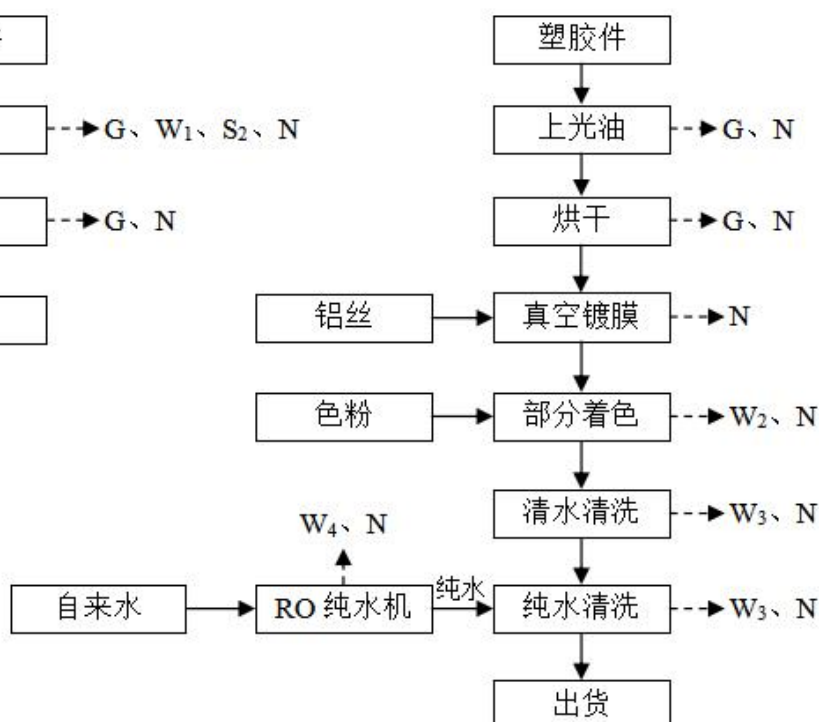 塑胶件
G、W₁、S₂、N
上光油
G、N
G、N
烘干
G、N
铝丝
真空镀膜
N
色粉
部分着色
W₂、N
清水清洗
W₃、N
W₄、N
自来水
RO 纯水机
纯水
纯水清洗
W₃、N
出货